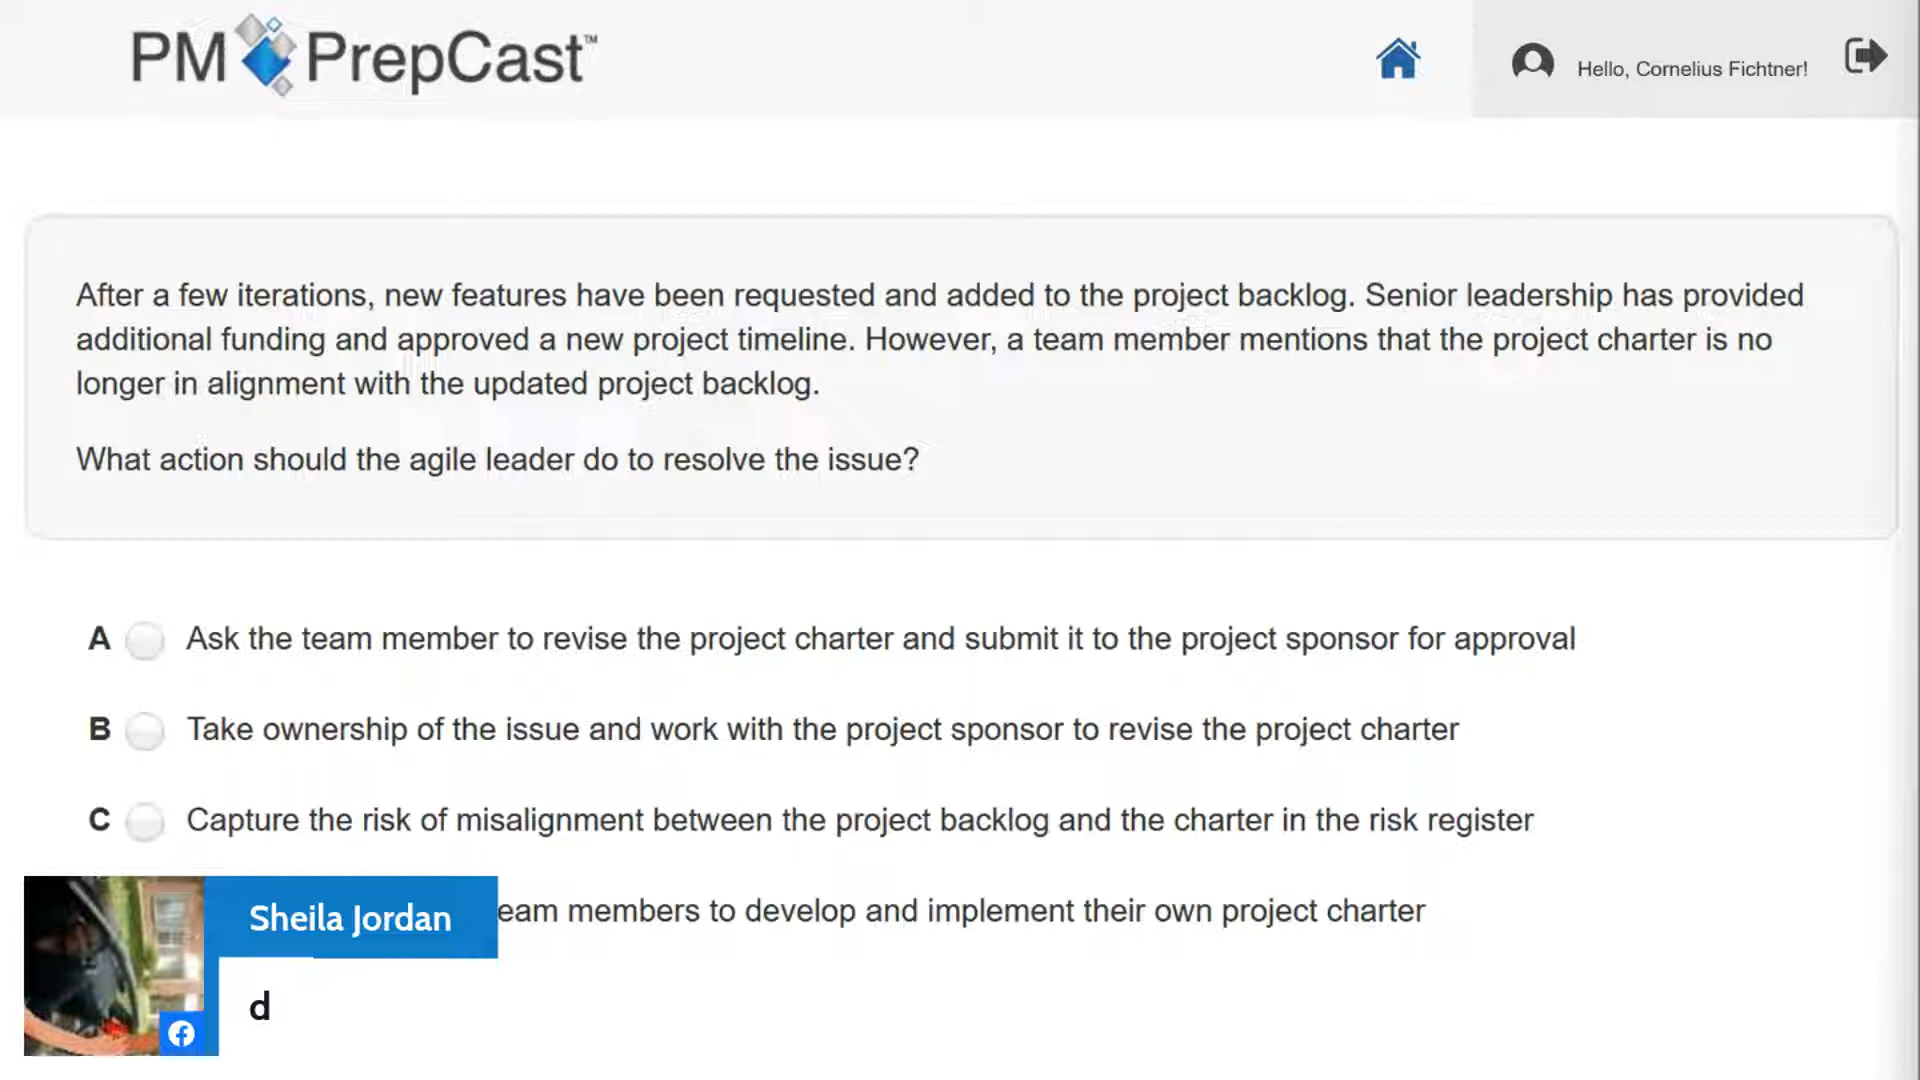 PM PrepCast™
Hello, Cornelius Fichtner!
After a few iterations, new features have been requested and added to the project backlog. Senior leadership has provided
additional funding and approved a new project timeline. However, a team member mentions that the project charter is no
longer in alignment with the updated project backlog.
What action should the agile leader do to resolve the issue?
A Ask the team member to revise the project charter and submit it to the project sponsor for approval
B Take ownership of the issue and work with the project sponsor to revise the project charter
C Capture the risk of misalignment between the project backlog and the charter in the risk register
eam members to develop and implement their own project charter
Sheila Jordan
d